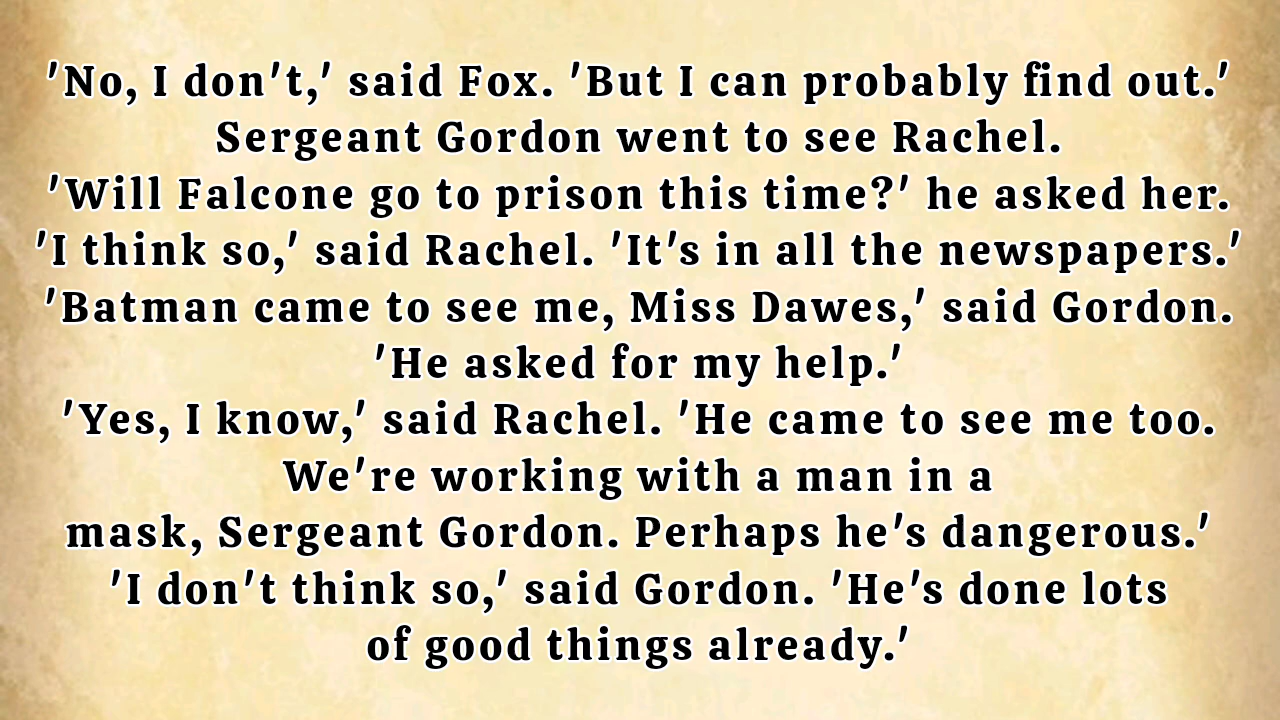 'No, I don't,' said Fox. 'But I can probably find out.'
Sergeant Gordon went to see Rachel.
'Will Falcone go to prison this time?' he asked her.
'I think so,' said Rachel. 'It's in all the newspapers.'
'Batman came to see me, Miss Dawes,' said Gordon.
'He asked for my help.'
'Yes, I know,' said Rachel. 'He came to see me too.
We're working with a man in a
mask, Sergeant Gordon. Perhaps he's dangerous.'
'I don't think so,' said Gordon. 'He's done lots
of good things already.'